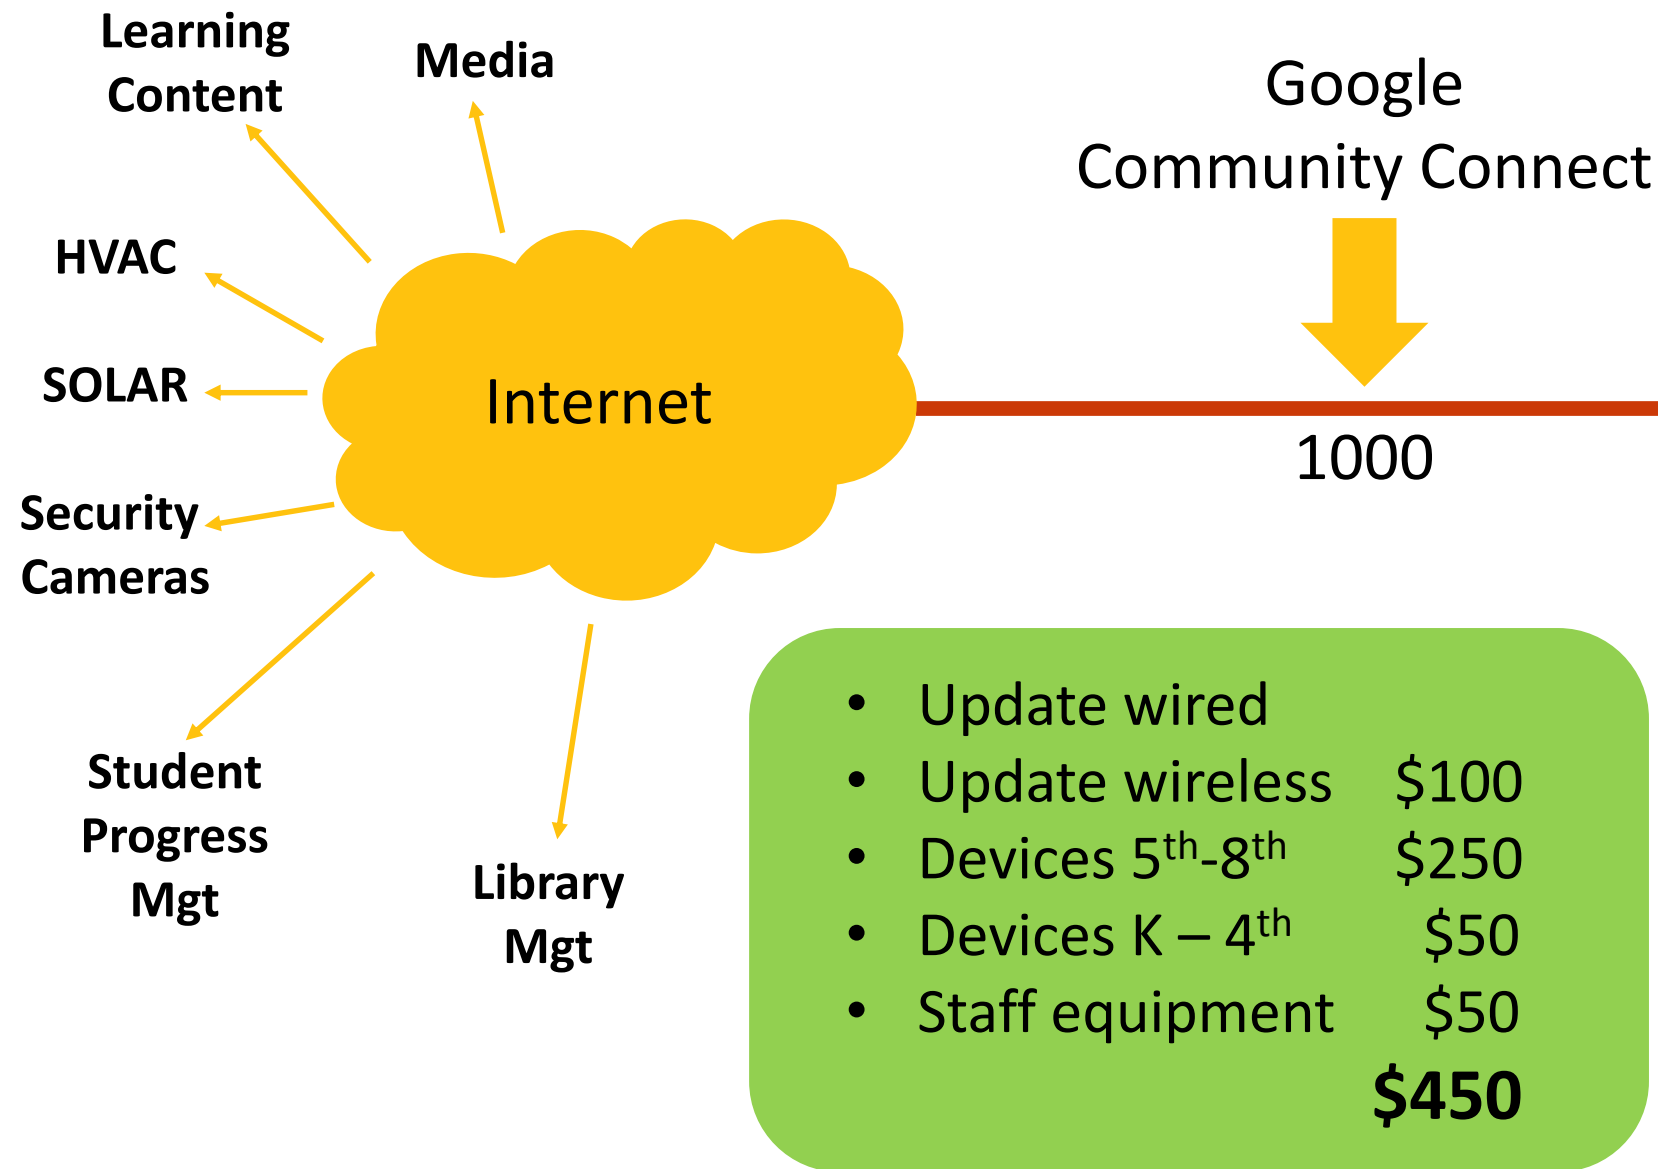 Learning
Content
Media
Google
Community Connect
HVAC
SOLAR
Internet
1000
Security
Cameras
Student
Progress
Mgt
Library
Mgt
• Update wired
• Update wireless $100
• Devices 5th-8th $250
• Devices K – 4th $50
• Staff equipment $50
$450